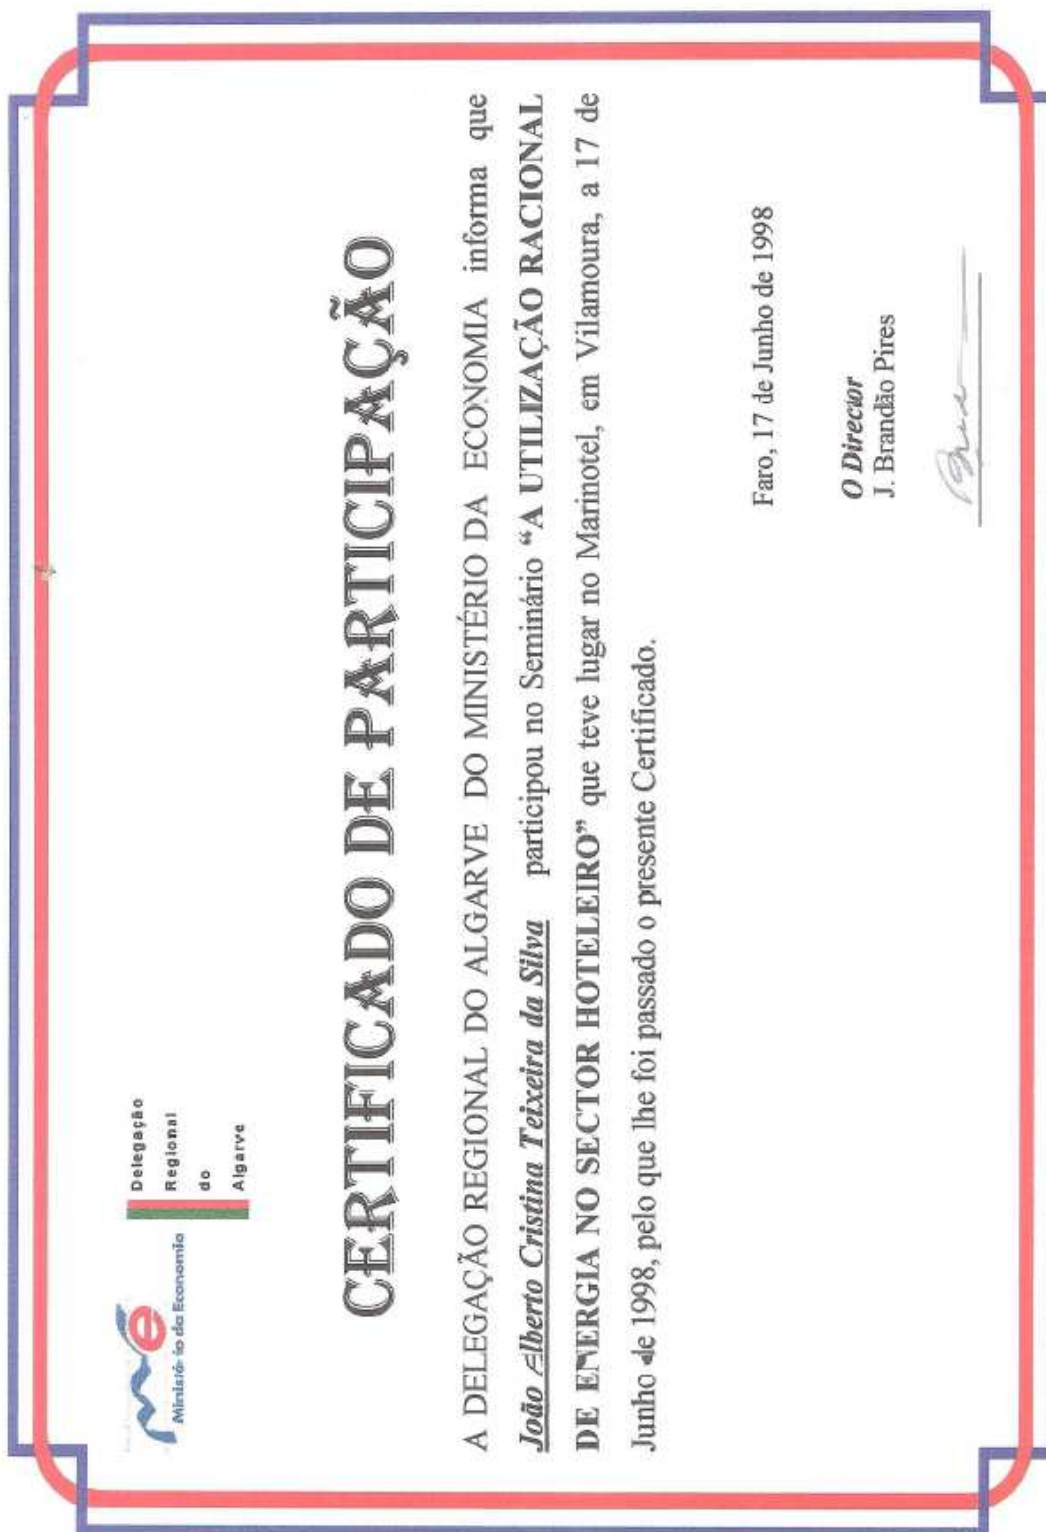 Ministério da Economia
Delegação
Regional
do
Algarve
CERTIFICADO DE PARTICIPAÇÃO
A DELEGAÇÃO REGIONAL DO ALGARVE DO MINISTÉRIO DA ECONOMIA informa que
João Alberto Cristina Teixeira da Silva participou no Seminário “A UTILIZAÇÃO RACIONAL
DE ENERGIA NO SECTOR HOTELEIRO” que teve lugar no Marinotel, em Vilamoura, a 17 de
Junho de 1998, pelo que lhe foi passado o presente Certificado.
Faro, 17 de Junho de 1998
O Director
J. Brandão Pires